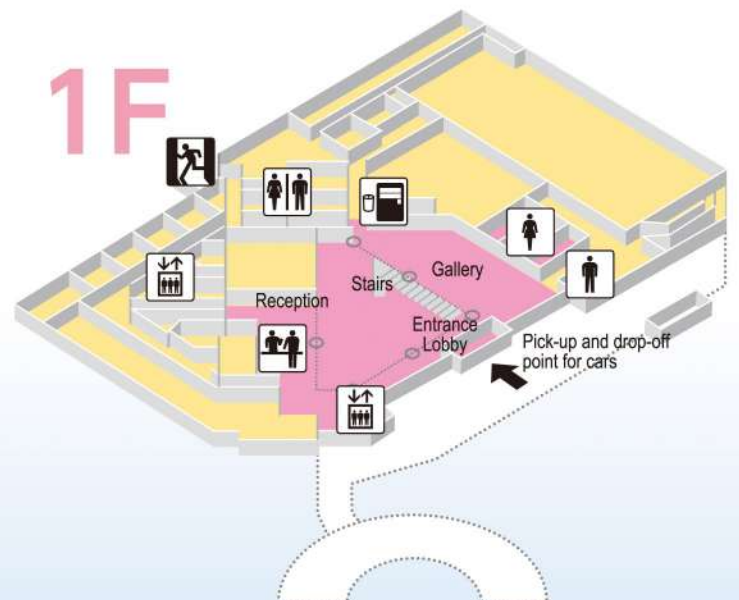 1F
Gallery
Stairs
Reception
Entrance
Lobby
Pick-up and drop-off
point for cars